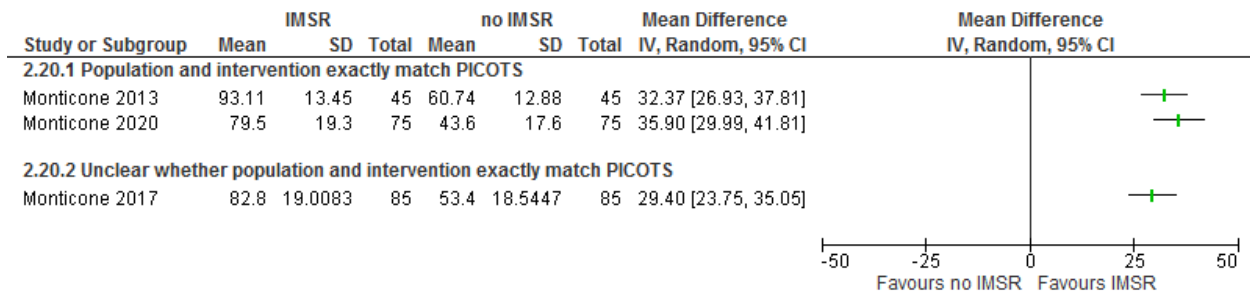 IMSR no IMSR Mean Difference Mean Difference
Study or Subgroup Mean SD Total Mean SD Total IV, Random, 95% CI IV, Random, 95% CI
2.20.1 Population and intervention exactly match PICOTS
Monticone 2013 93.11 13.45 45 60.74 12.88 45 32.37 [26.93, 37.81]
Monticone 2020 79.5 19.3 75 43.6 17.6 75 35.90 [29.99, 41.81]
2.20.2 Unclear whether population and intervention exactly match PICOTS
Monticone 2017 82.8 19.0083 85 53.4 18.5447 85 29.40 [23.75, 35.05]
-50 -25 0 25 50
Favours no IMSR Favours IMSR